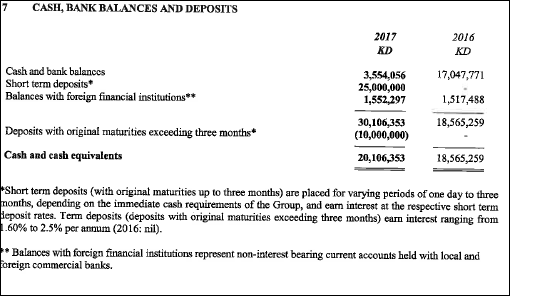 7 CASH, BANK BALANCES AND DEPOSITS
2017 2016
KD KD
Cash and bank balances 3,554,056 17,047,771
Short term deposits* 25,000,000 -
Balances with foreign financial institutions** 1,552,297 1,517,488
30,106,353 18,565,259
Deposits with original maturities exceeding three months* (10,000,000) -
Cash and cash equivalents 20,106,353 18,565,259
*Short term deposits (with original maturities up to three months) are placed for varying periods of one day to three
months, depending on the immediate cash requirements of the Group, and earn interest at the respective short term
deposit rates. Term deposits (deposits with original maturities exceeding three months) earn interest ranging from
1.60% to 2.5% per annum (2016: nil).
** Balances with foreign financial institutions represent non-interest bearing current accounts held with local and
foreign commercial banks.